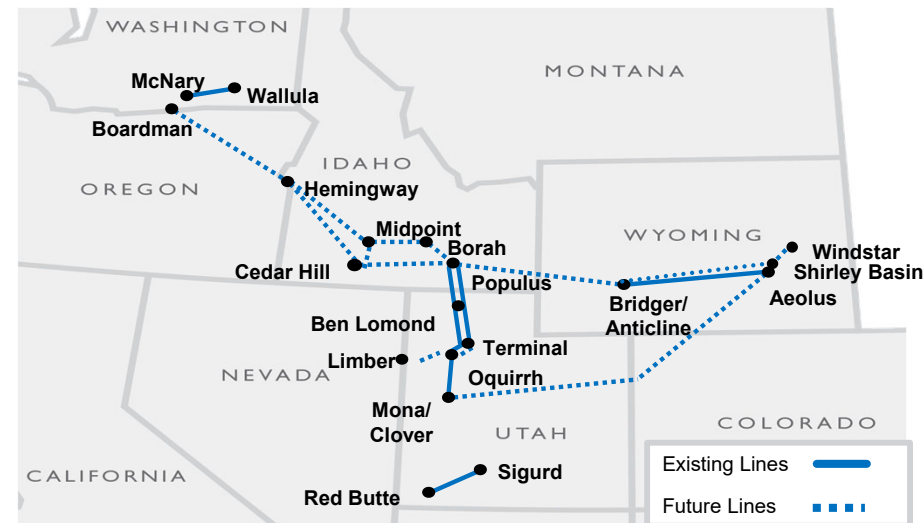 WASHINGTON
MONTANA
McNary
Wallula
Boardman
IDAHO
OREGON
Hemingway
Midpoint
WYOMING
Borah
Windstar
Cedar Hill
Shirley Basin
Populus
Aeolus
Bridger/
Anticline
Ben Lomond
Terminal
Limber
NEVADA
Oquirrh
Mona/
Clover
COLORADO
UTAH
Existing Lines
Sigurd
CALIFORNIA
Red Butte
Future Lines